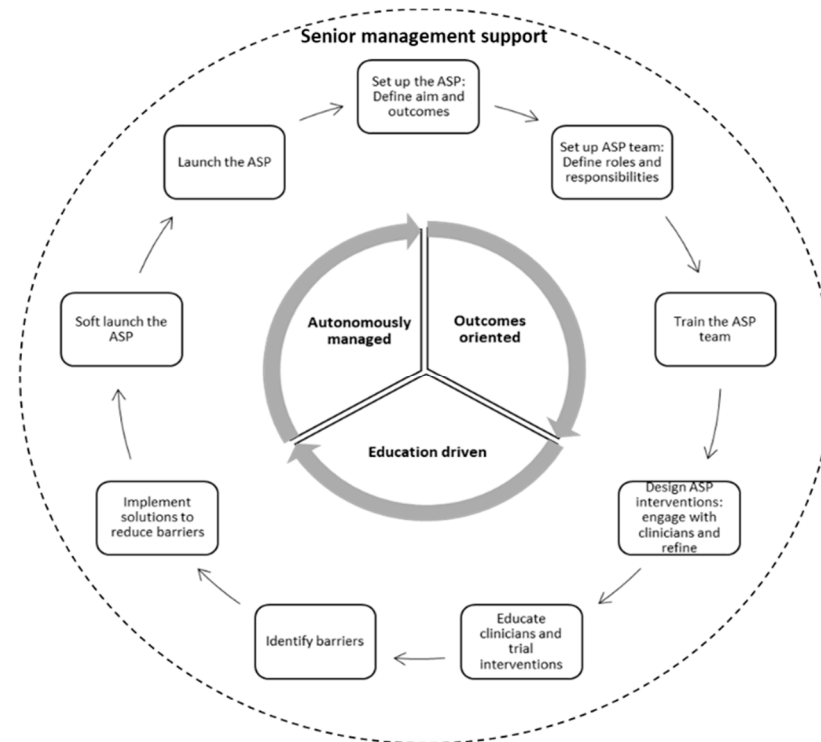 Senior management support
Set up the ASP:
Define aim and
outcomes
Set up ASP team:
Define roles and
responsibilities
Train the ASP
team
Design ASP
interventions:
engage with
clinicians and
refine
Educate
clinicians and
trial
interventions
Identify barriers
Implement
solutions to
reduce barriers
Soft launch the
ASP
Launch the ASP
Autonomously
managed
Outcomes
oriented
Education driven